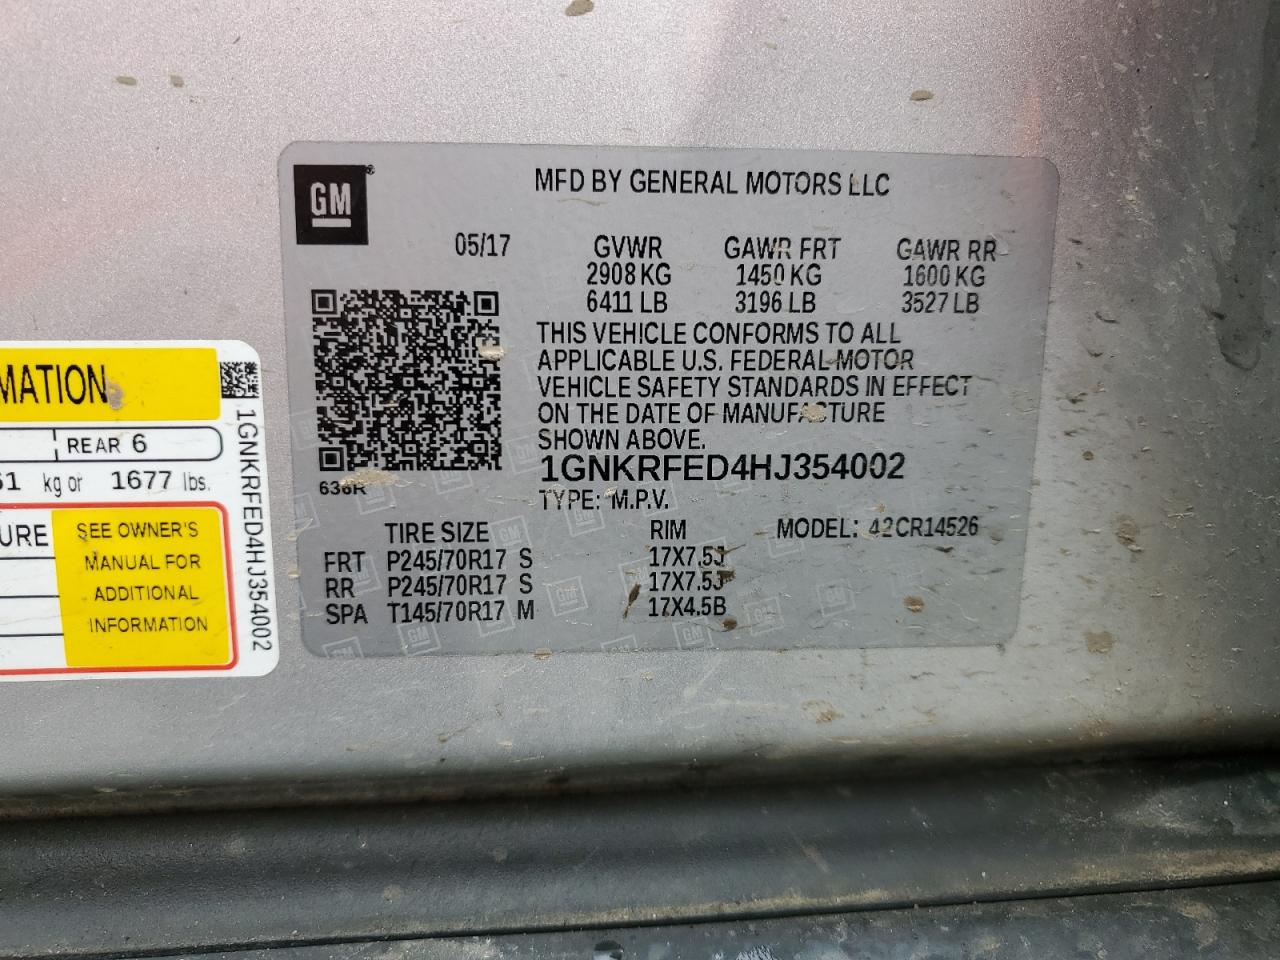 GM
®
MFD BY GENERAL MOTORS LLC
05/17 GVWR GAWR FRT GAWR RR
2908 KG 1450 KG 1600 KG
6411 LB 3196 LB 3527 LB
THIS VEHICLE CONFORMS TO ALL
APPLICABLE U.S. FEDERAL MOTOR
VEHICLE SAFETY STANDARDS IN EFFECT
ON THE DATE OF MANUFACTURE
SHOWN ABOVE.
1GNKRFED4HJ354002
636R
TYPE: M.P.V.
TIRE SIZE RIM MODEL: 42CR14526
FRT P245/70R17 S 17X7.5J
RR P245/70R17 S 17X7.5J
SPA T145/70R17 M 17X4.5B
MATION
REAR 6
61 kg or 1677 lbs.
URE
SEE OWNER'S
MANUAL FOR
ADDITIONAL
INFORMATION
1GNKRFED4HJ354002